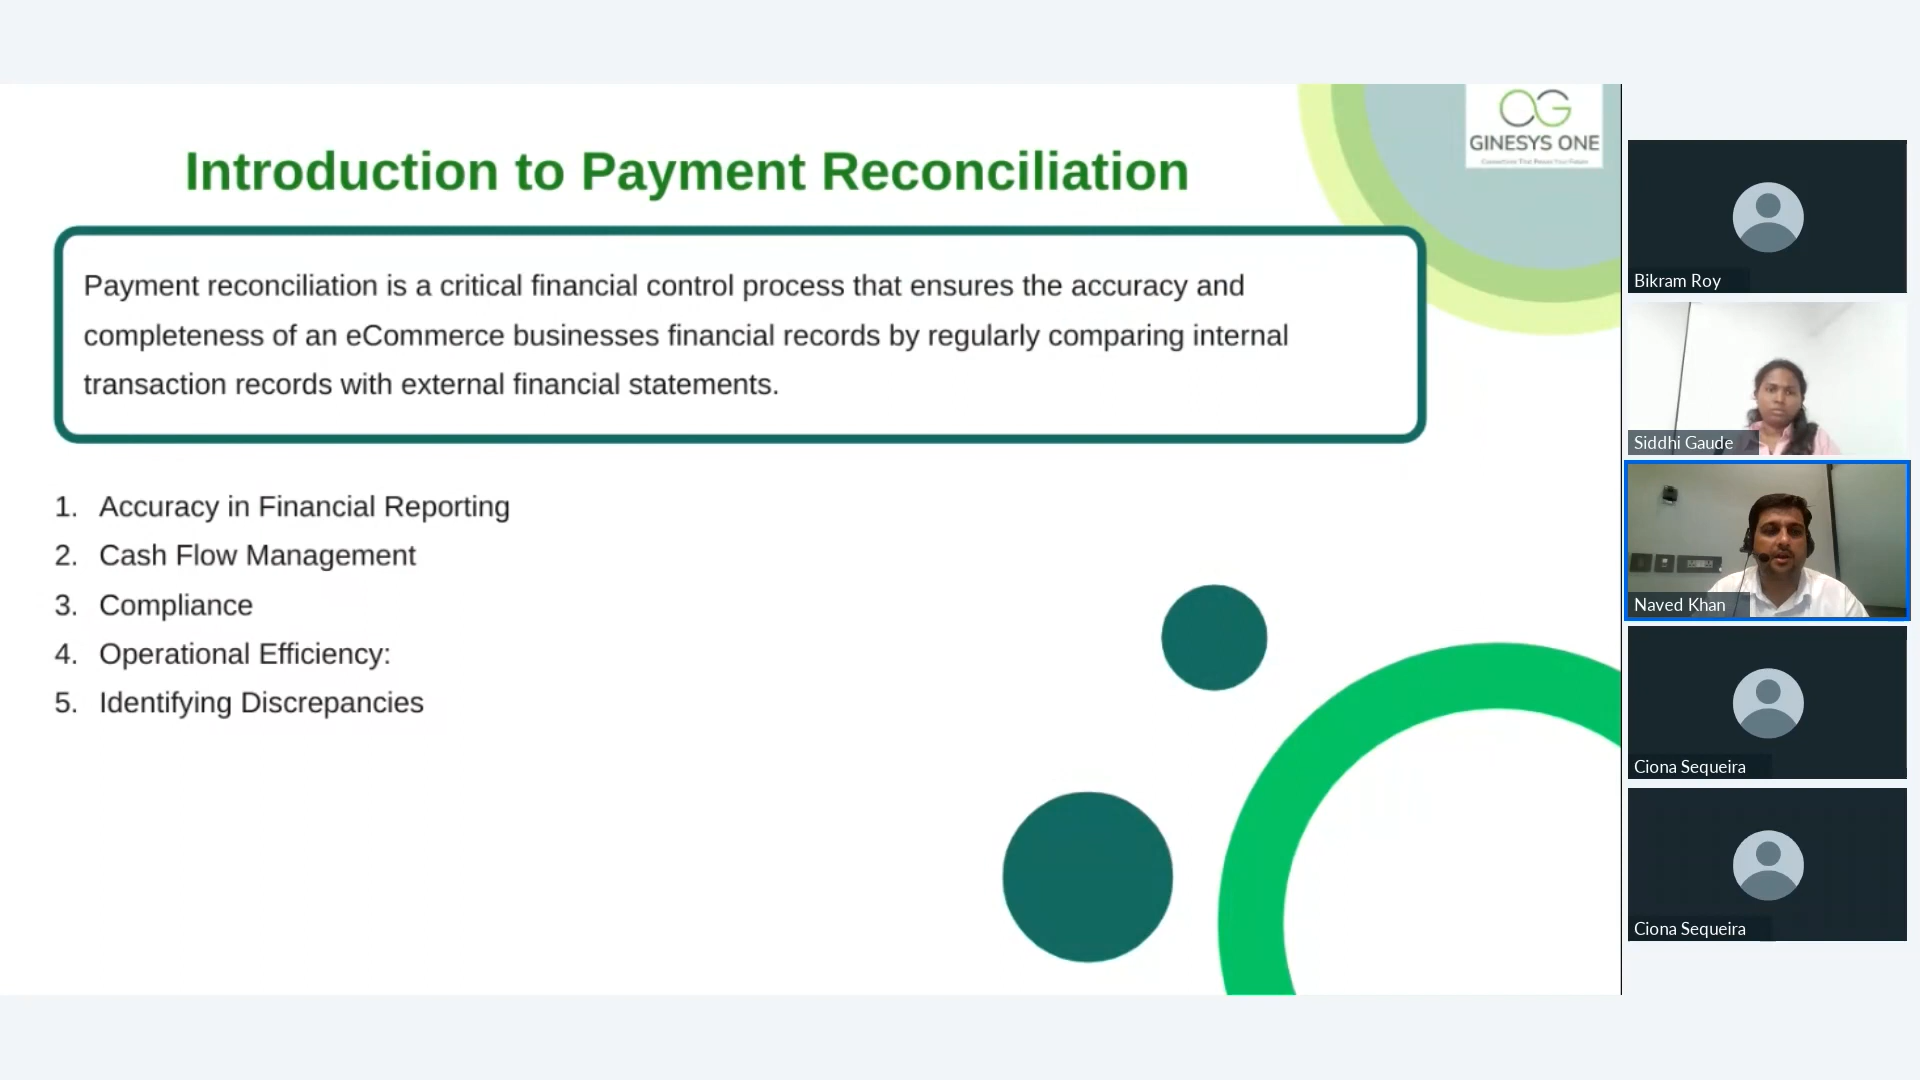 GINESYS ONE
Introduction to Payment Reconciliation
Payment reconciliation is a critical financial control process that ensures the accuracy and
completeness of an eCommerce businesses financial records by regularly comparing internal
transaction records with external financial statements.
1. Accuracy in Financial Reporting
2. Cash Flow Management
3. Compliance
4. Operational Efficiency:
5. Identifying Discrepancies
Bikram Roy
Siddhi Gaude
Naved Khan
Ciona Sequeira
Ciona Sequeira